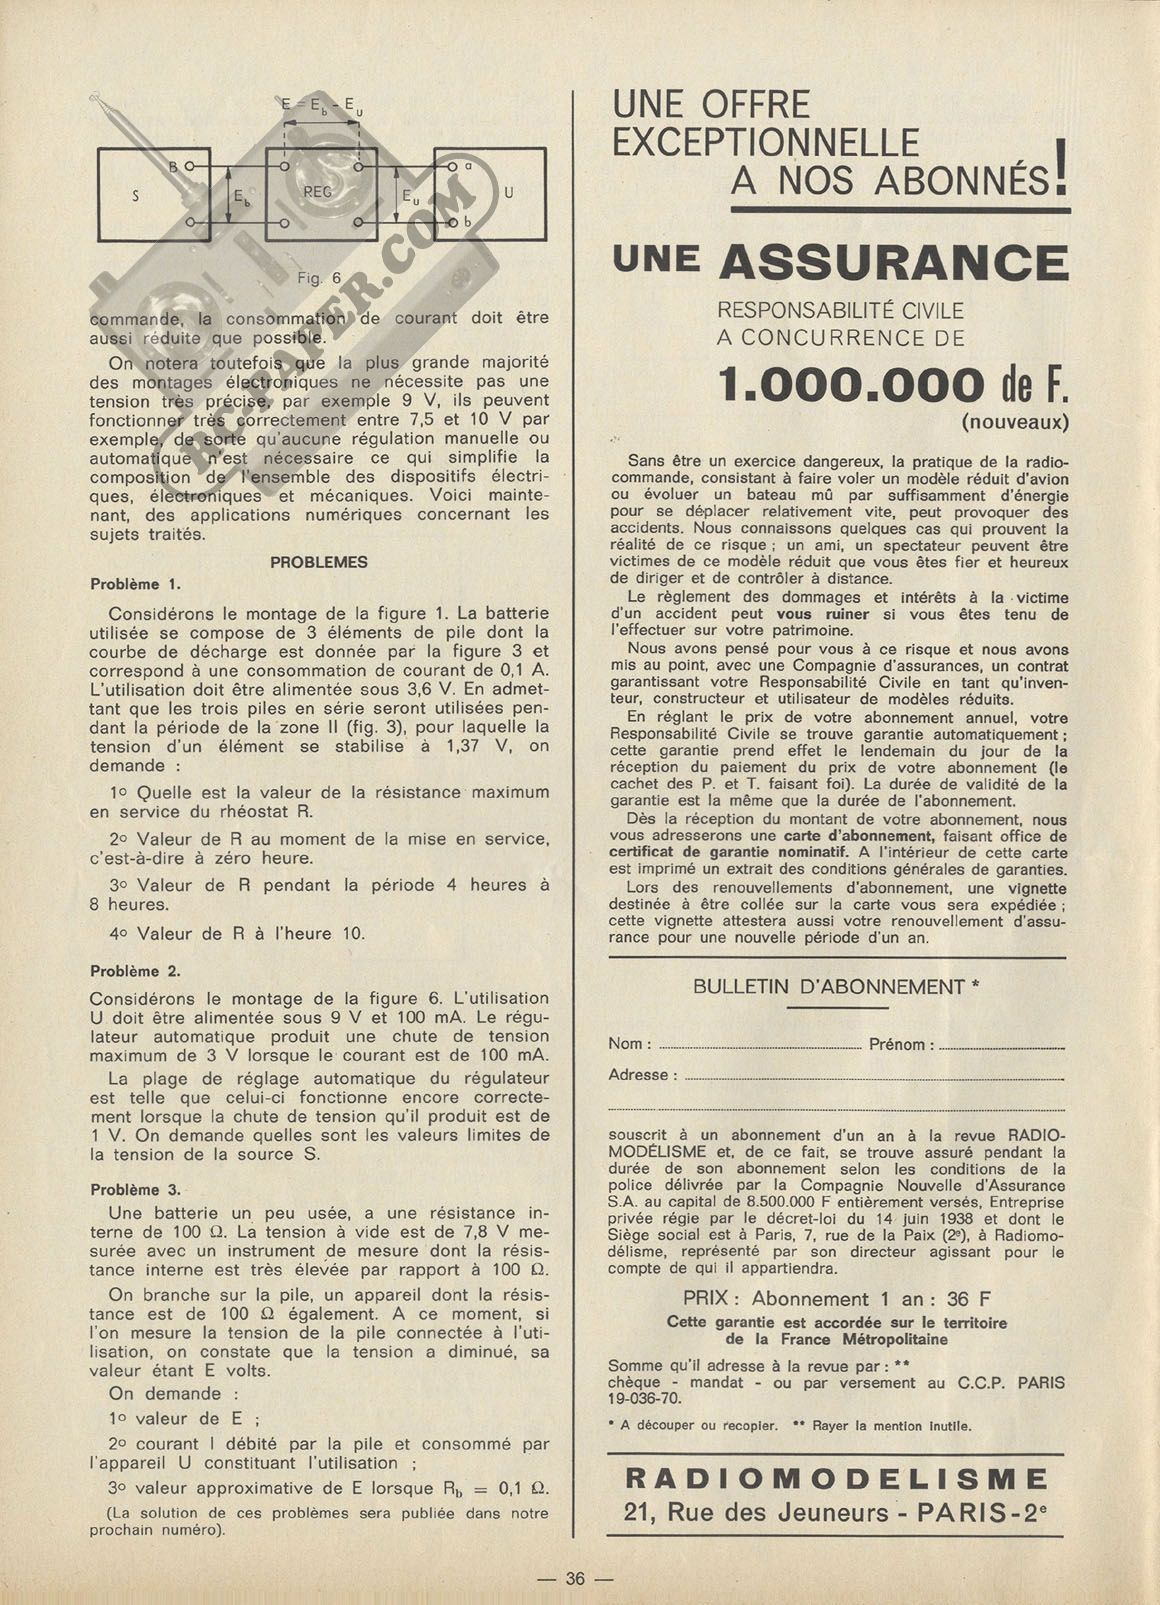 E = Eb - Eu
S
B
Eb
REG
Eu
a
b
U
Fig. 6
RC-PAPER.COM
commande, la consommation de courant doit être
aussi réduite que possible.
On notera toutefois que la plus grande majorité
des montages électroniques ne nécessite pas une
tension très précise, par exemple 9 V, ils peuvent
fonctionner très correctement entre 7,5 et 10 V par
exemple, de sorte qu'aucune régulation manuelle ou
automatique n'est nécessaire ce qui simplifie la
composition de l'ensemble des dispositifs électri-
ques, électroniques et mécaniques. Voici mainte-
nant, des applications numériques concernant les
sujets traités.
PROBLEMES
Problème 1.
Considérons le montage de la figure 1. La batterie
utilisée se compose de 3 éléments de pile dont la
courbe de décharge est donnée par la figure 3 et
correspond à une consommation de courant de 0,1 A.
L'utilisation doit être alimentée sous 3,6 V. En admet-
tant que les trois piles en série seront utilisées pen-
dant la période de la zone II (fig. 3), pour laquelle la
tension d'un élément se stabilise à 1,37 V, on
demande :
1o Quelle est la valeur de la résistance maximum
en service du rhéostat R.
2o Valeur de R au moment de la mise en service,
c'est-à-dire à zéro heure.
3o Valeur de R pendant la période 4 heures à
8 heures.
4o Valeur de R à l'heure 10.
Problème 2.
Considérons le montage de la figure 6. L'utilisation
U doit être alimentée sous 9 V et 100 mA. Le régu-
lateur automatique produit une chute de tension
maximum de 3 V lorsque le courant est de 100 mA.
La plage de réglage automatique du régulateur
est telle que celui-ci fonctionne encore correcte-
ment lorsque la chute de tension qu'il produit est de
1 V. On demande quelles sont les valeurs limites de
la tension de la source S.
Problème 3.
Une batterie un peu usée, a une résistance in-
terne de 100 Ω. La tension à vide est de 7,8 V me-
surée avec un instrument de mesure dont la résis-
tance interne est très élevée par rapport à 100 Ω.
On branche sur la pile, un appareil dont la résis-
tance est de 100 Ω également. A ce moment, si
l'on mesure la tension de la pile connectée à l'uti-
lisation, on constate que la tension a diminué, sa
valeur étant E volts.
On demande :
1o valeur de E ;
2o courant I débité par la pile et consommé par
l'appareil U constituant l'utilisation ;
3o valeur approximative de E lorsque Rb = 0,1 Ω.
(La solution de ces problèmes sera publiée dans notre
prochain numéro).
UNE OFFRE
EXCEPTIONNELLE
A NOS ABONNÉS!
UNE ASSURANCE
RESPONSABILITÉ CIVILE
A CONCURRENCE DE
1.000.000 de F.
(nouveaux)
Sans être un exercice dangereux, la pratique de la radio-
commande, consistant à faire voler un modèle réduit d'avion
ou évoluer un bateau mû par suffisamment d'énergie
pour se déplacer relativement vite, peut provoquer des
accidents. Nous connaissons quelques cas qui prouvent la
réalité de ce risque ; un ami, un spectateur peuvent être
victimes de ce modèle réduit que vous êtes fier et heureux
de diriger et de contrôler à distance.
Le règlement des dommages et intérêts à la victime
d'un accident peut vous ruiner si vous êtes tenu de
l'effectuer sur votre patrimoine.
Nous avons pensé pour vous à ce risque et nous avons
mis au point, avec une Compagnie d'assurances, un contrat
garantissant votre Responsabilité Civile en tant qu'inven-
teur, constructeur et utilisateur de modèles réduits.
En réglant le prix de votre abonnement annuel, votre
Responsabilité Civile se trouve garantie automatiquement ;
cette garantie prend effet le lendemain du jour de la
réception du paiement du prix de votre abonnement (le
cachet des P. et T. faisant foi). La durée de validité de la
garantie est la même que la durée de l'abonnement.
Dès la réception du montant de votre abonnement, nous
vous adresserons une carte d'abonnement, faisant office de
certificat de garantie nominatif. A l'intérieur de cette carte
est imprimé un extrait des conditions générales de garanties.
Lors des renouvellements d'abonnement, une vignette
destinée à être collée sur la carte vous sera expédiée ;
cette vignette attestera aussi votre renouvellement d'assu-
rance pour une nouvelle période d'un an.
BULLETIN D'ABONNEMENT *
Nom : Prénom :
Adresse :
souscrit à un abonnement d'un an à la revue RADIO-
MODÉLISME et, de ce fait, se trouve assuré pendant la
durée de son abonnement selon les conditions de la
police délivrée par la Compagnie Nouvelle d'Assurance
S.A. au capital de 8.500.000 F entièrement versés, Entreprise
privée régie par le décret-loi du 14 juin 1938 et dont le
Siège social est à Paris, 7, rue de la Paix (2e), à Radiomo-
délisme, représenté par son directeur agissant pour le
compte de qui il appartiendra.
PRIX : Abonnement 1 an : 36 F
Cette garantie est accordée sur le territoire
de la France Métropolitaine
Somme qu'il adresse à la revue par : **
chèque - mandat - ou par versement au C.C.P. PARIS
19-036-70.
* A découper ou recopier. ** Rayer la mention inutile.
RADIOMODELISME
21, Rue des Jeuneurs - PARIS-2e
— 36 —